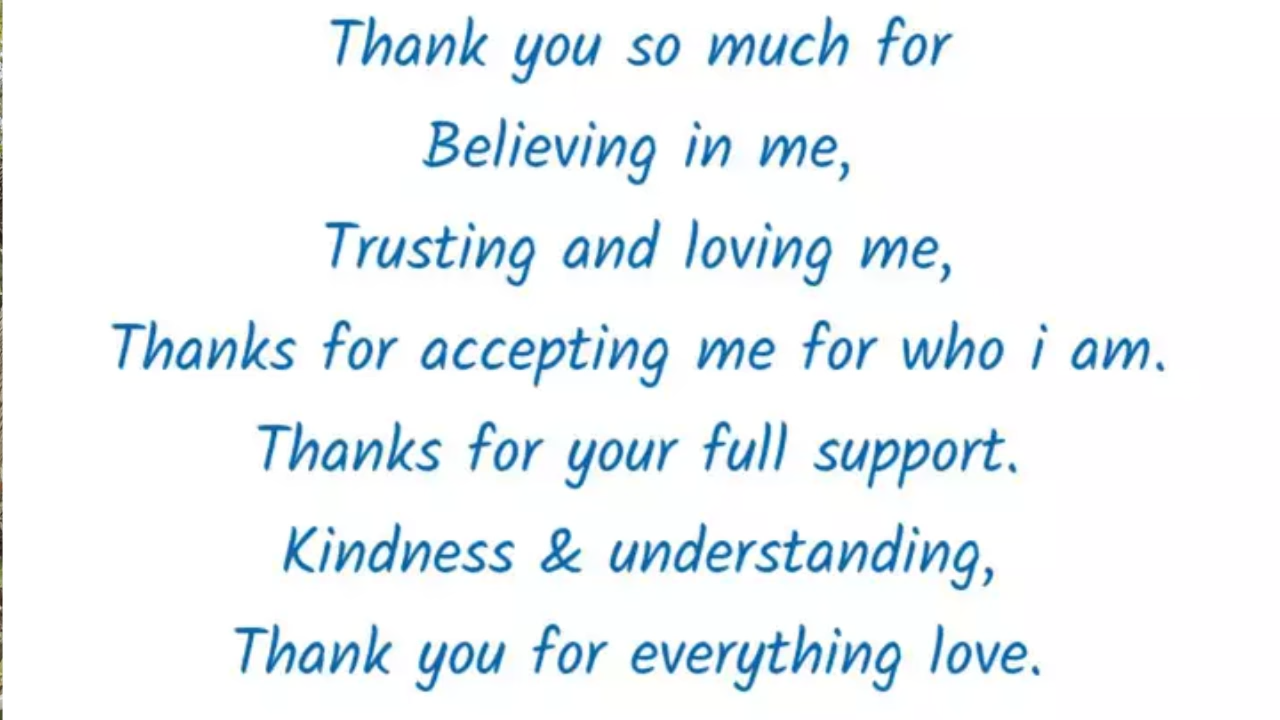 Thank you so much for
Believing in me,
Trusting and loving me,
Thanks for accepting me for who i am.
Thanks for your full support.
Kindness & understanding,
Thank you for everything love.